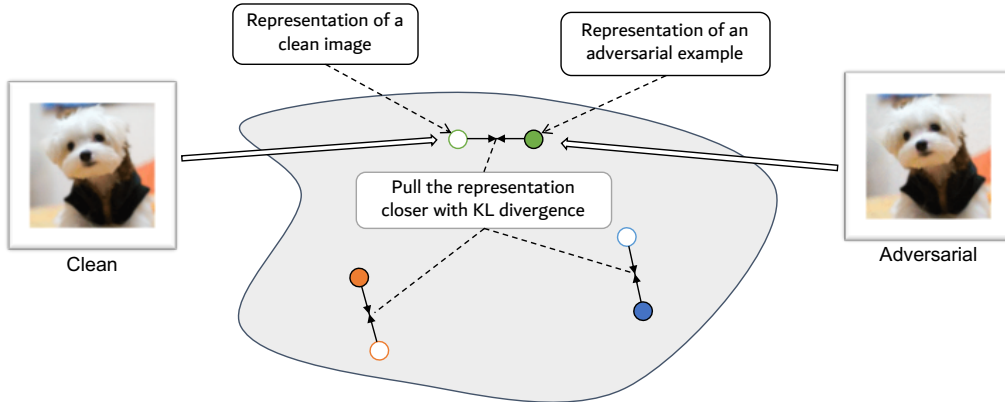 Representation of a
clean image
Representation of an
adversarial example
Pull the representation
closer with KL divergence
Clean
Adversarial